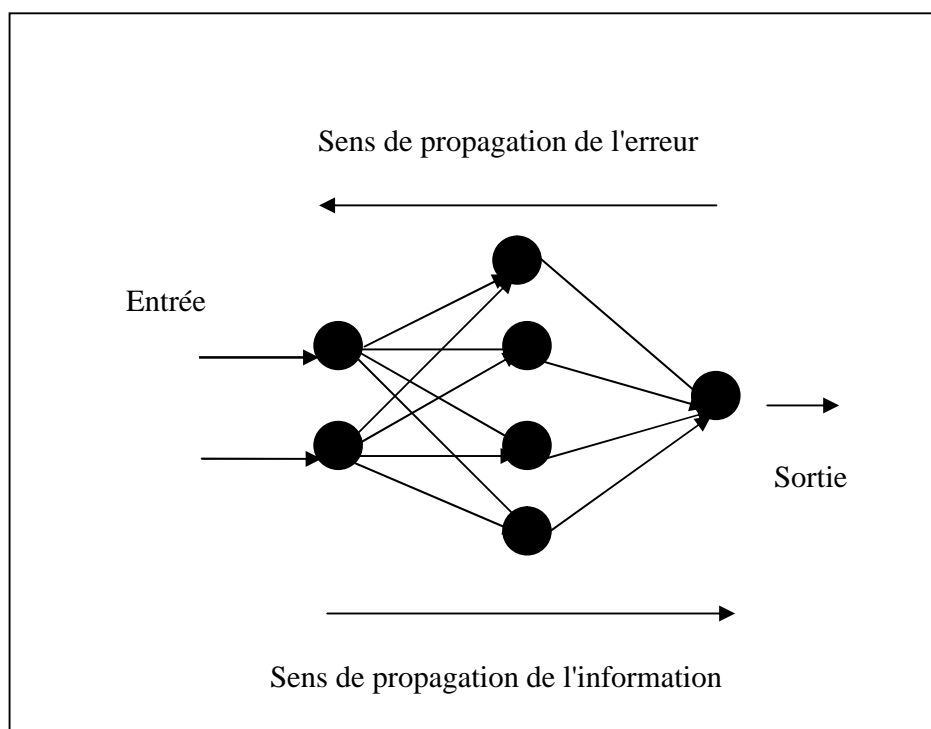 Sens de propagation de l'erreur
Entrée
Sortie
Sens de propagation de l'information